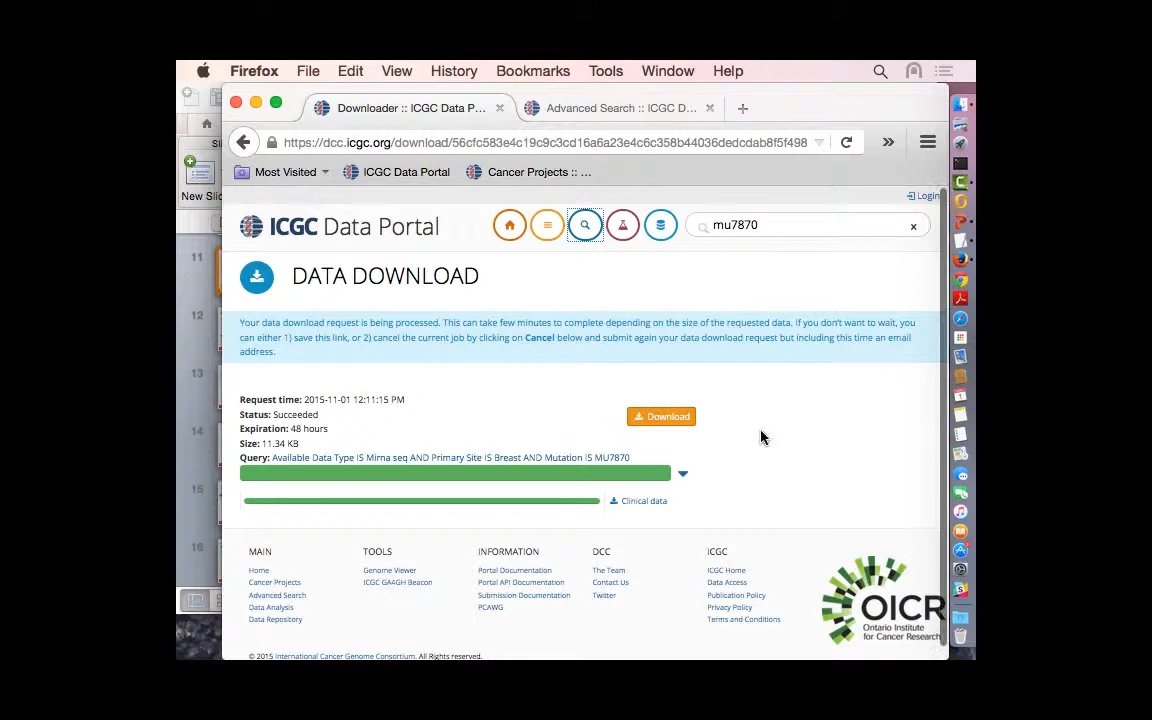 Firefox File Edit View History Bookmarks Tools Window Help
Downloader :: ICGC Data P... Advanced Search :: ICGC D...
https://dcc.icgc.org/download/56cfc583e4c19c9c3cd16a6a23e4c6c358b44036dedcdab8f5f498
Most Visited ICGC Data Portal Cancer Projects :: ...
New Slid
Login
ICGC Data Portal
mu7870 x
11
12
13
14
15
16
DATA DOWNLOAD
Your data download request is being processed. This can take few minutes to complete depending on the size of the requested data. If you don't want to wait, you
can either 1) save this link, or 2) cancel the current job by clicking on Cancel below and submit again your data download request but including this time an email
address.
Request time: 2015-11-01 12:11:15 PM
Status: Succeeded
Download
Expiration: 48 hours
Size: 11.34 KB
Query: Available Data Type IS Mirna seq AND Primary Site IS Breast AND Mutation IS MU7870
Clinical data
MAIN
Home
Cancer Projects
Advanced Search
Data Analysis
Data Repository
TOOLS
Genome Viewer
ICGC GA4GH Beacon
INFORMATION
Portal Documentation
Portal API Documentation
Submission Documentation
PCAWG
DCC
The Team
Contact Us
Twitter
ICGC
ICGC Home
Data Access
Publication Policy
Privacy Policy
Terms and Conditions
OICR
Ontario Institute
for Cancer Research
© 2015 International Cancer Genome Consortium. All Rights reserved.